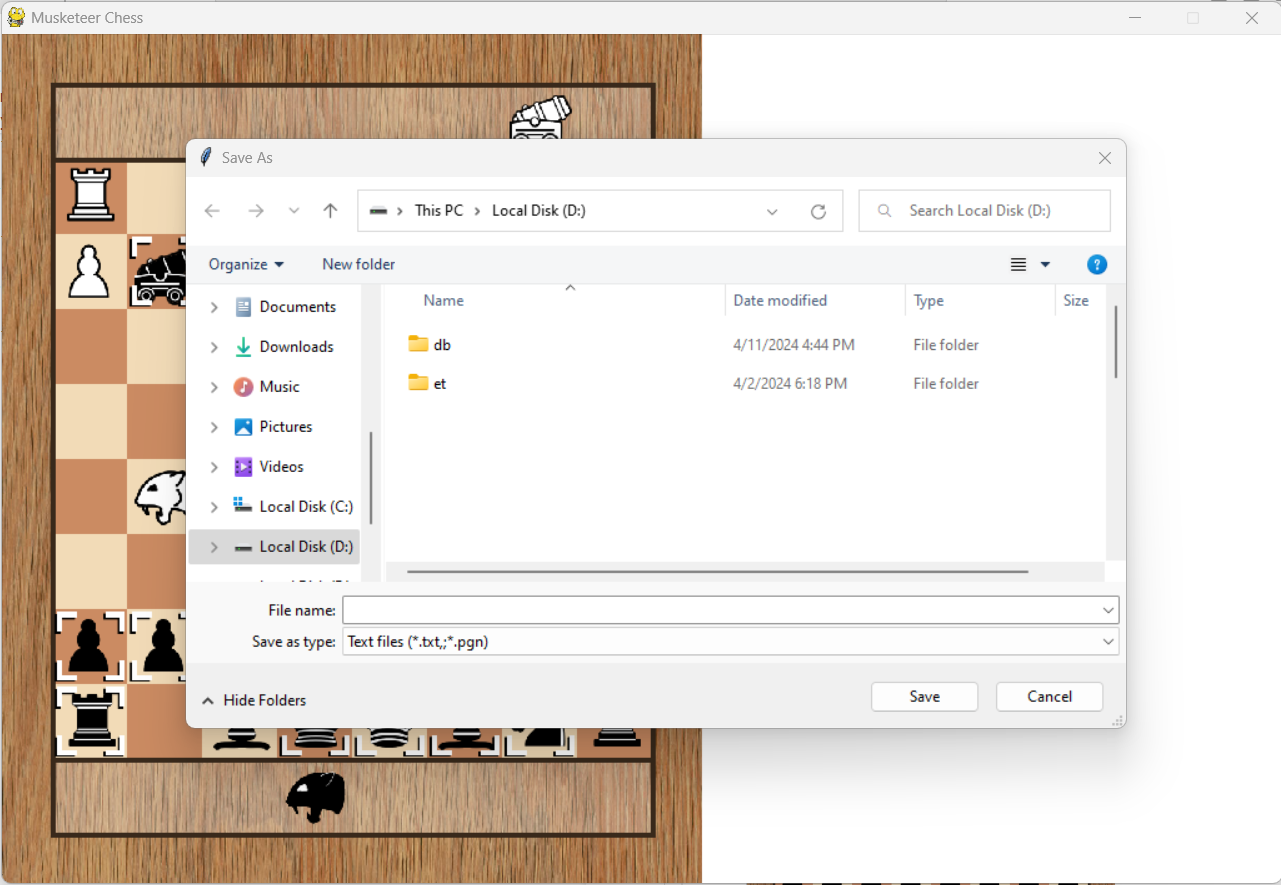 Musketeer Chess
Save As
This PC > Local Disk (D:)
Search Local Disk (D:)
Organize
New folder
?
Name
Date modified
Type
Size
Documents
Downloads
Music
Pictures
Videos
Local Disk (C:)
Local Disk (D:)
db 4/11/2024 4:44 PM File folder
et 4/2/2024 6:18 PM File folder
File name:
Save as type: Text files (*.txt,;*.pgn)
Hide Folders
Save
Cancel